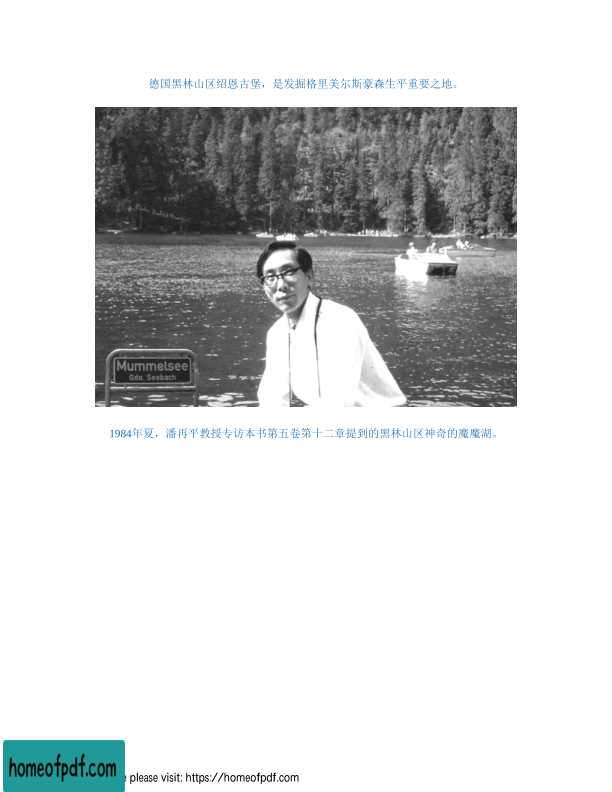 德国黑林山区绍恩古堡，是发掘格里美尔斯豪森生平重要之地。
Mummelsee
Gde. Seebach
1984年夏，潘再平教授专访本书第五卷第十二章提到的黑林山区神奇的魔魔湖。
homeofpdf.com
please visit: https://homeofpdf.com